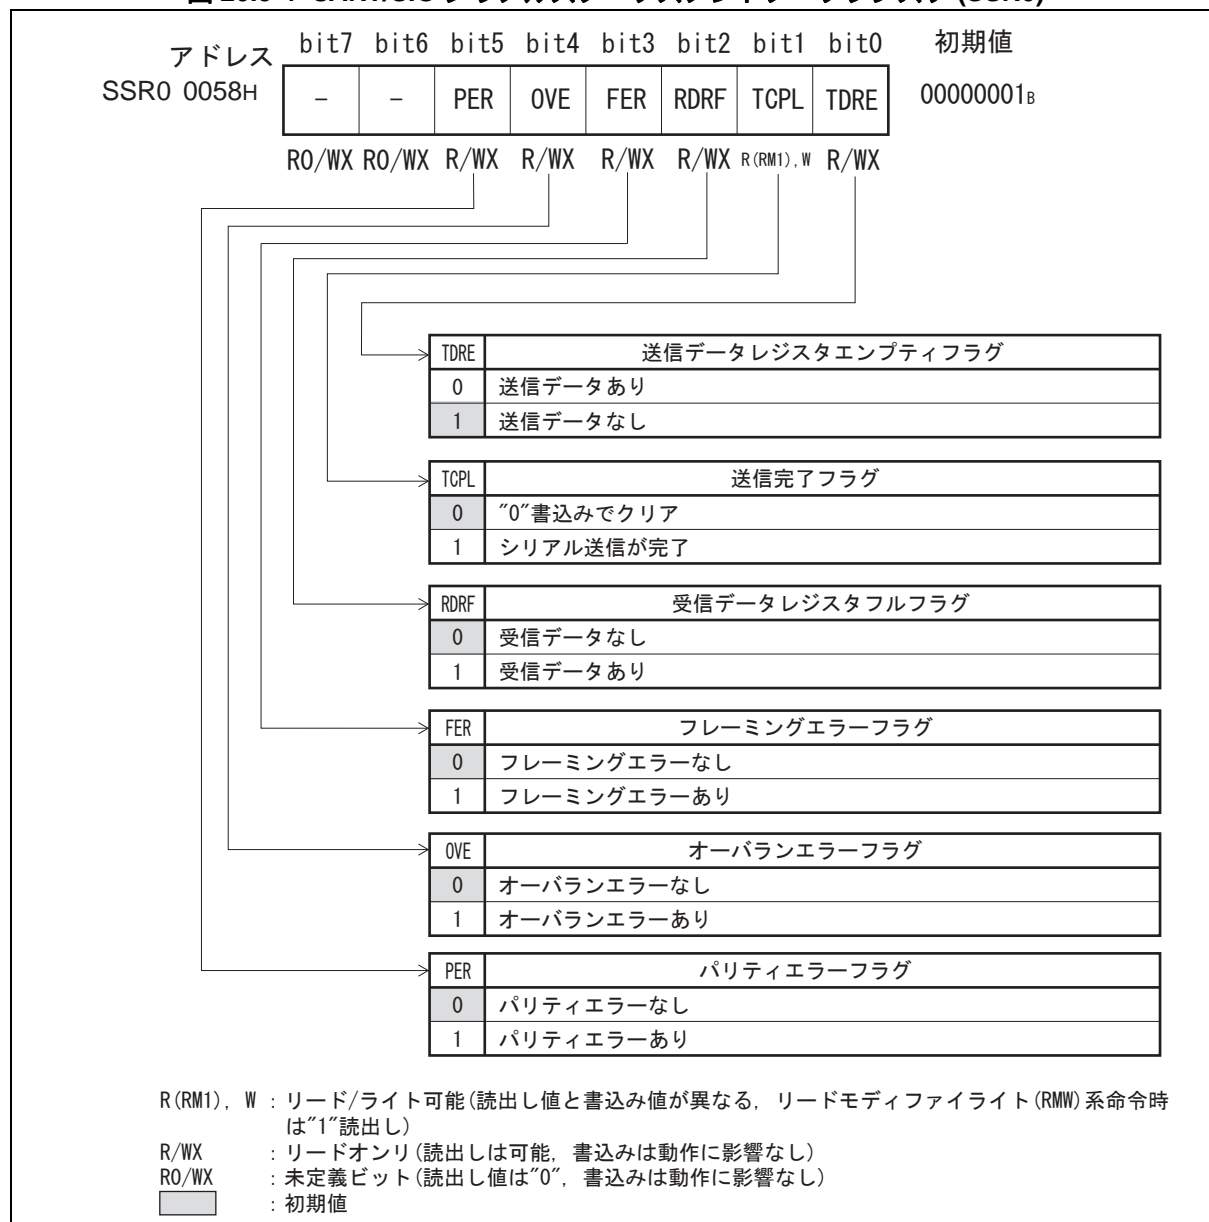 bit7 bit6 bit5 bit4 bit3 bit2 bit1 bit0 初期値
アドレス
SSR0 0058H - - PER OVE FER RDRF TCPL TDRE 00000001B
R0/WX R0/WX R/WX R/WX R/WX R/WX R(RM1),W R/WX
TDRE 送信データレジスタエンプティフラグ
0 送信データあり
1 送信データなし
TCPL 送信完了フラグ
0 "0"書込みでクリア
1 シリアル送信が完了
RDRF 受信データレジスタフルフラグ
0 受信データなし
1 受信データあり
FER フレーミングエラーフラグ
0 フレーミングエラーなし
1 フレーミングエラーあり
OVE オーバランエラーフラグ
0 オーバランエラーなし
1 オーバランエラーあり
PER パリティエラーフラグ
0 パリティエラーなし
1 パリティエラーあり
R(RM1), W : リード/ライト可能(読出し値と書込み値が異なる, リードモディファイライト(RMW)系命令時
は"1"読出し)
R/WX : リードオンリ(読出しは可能, 書込みは動作に影響なし)
R0/WX : 未定義ビット(読出し値は"0", 書込みは動作に影響なし)
: 初期値